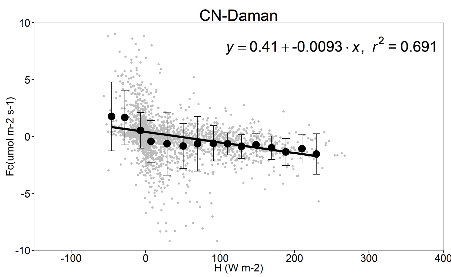 CN-Daman
y = 0.41 + -0.0093 · x, r² = 0.691
10
5
0
-5
-10
Fc(umol m-2 s-1)
-100 0 100 200 300 400
H (W m-2)